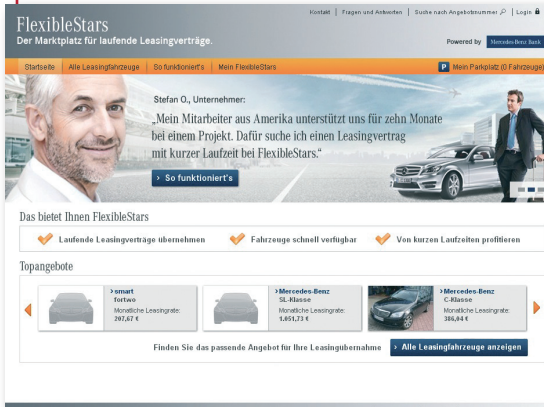 Kontakt | Fragen und Antworten | Suche nach Angebotsnummer | Login
FlexibleStars
Der Marktplatz für laufende Leasingverträge.
Powered by Mercedes-Benz Bank
Startseite | Alle Leasingfahrzeuge | So funktioniert's | Mein FlexibleStars
P Mein Parkplatz (0 Fahrzeuge)
Stefan O., Unternehmer:
„Mein Mitarbeiter aus Amerika unterstützt uns für zehn Monate
bei einem Projekt. Dafür suche ich einen Leasingvertrag
mit kurzer Laufzeit bei FlexibleStars.“
› So funktioniert's
Das bietet Ihnen FlexibleStars
Laufende Leasingverträge übernehmen
Fahrzeuge schnell verfügbar
Von kurzen Laufzeiten profitieren
Topangebote
› smart
fortwo
Monatliche Leasingrate:
207,67 €
› Mercedes-Benz
SL-Klasse
Monatliche Leasingrate:
1.051,73 €
› Mercedes-Benz
C-Klasse
Monatliche Leasingrate:
386,04 €
Finden Sie das passende Angebot für Ihre Leasingübernahme
› Alle Leasingfahrzeuge anzeigen